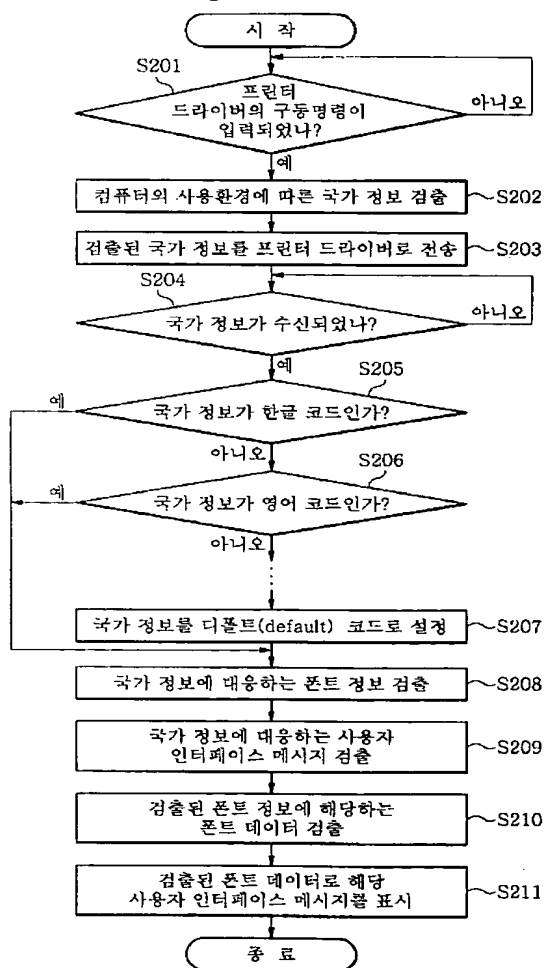 시 작
S201
프린터
드라이버의 구동명령이
입력되었나?
아니오
예
컴퓨터의 사용환경에 따른 국가 정보 검출
S202
검출된 국가 정보를 프린터 드라이버로 전송
S203
S204
국가 정보가 수신되었나?
아니오
예
S205
예
국가 정보가 한글 코드인가?
아니오
S206
예
국가 정보가 영어 코드인가?
아니오
국가 정보를 디폴트(default) 코드로 설정
S207
국가 정보에 대응하는 폰트 정보 검출
S208
국가 정보에 대응하는 사용자
인터페이스 메시지 검출
S209
검출된 폰트 정보에 해당하는
폰트 데이터 검출
S210
검출된 폰트 데이터로 해당
사용자 인터페이스 메시지를 표시
S211
종 료